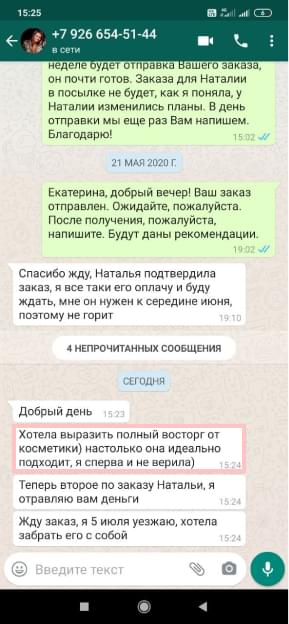 15:25
6
+7 926 654-51-44
в сети
неделе будет отправка Вашего заказа,
он почти готов. Заказа для Наталии
в посылке не будет, как я поняла, у
Наталии изменились планы. В день
отправки мы еще раз Вам напишем.
Благодарю!
15:02
21 МАЯ 2020 Г.
Екатерина, добрый вечер! Ваш заказ
отправлен. Ожидайте, пожалуйста.
После получения, пожалуйста,
напишите. Будут даны рекомендации.
19:02
Спасибо жду, Наталья подтвердила
заказ, я все таки его оплачу и буду
ждать, мне он нужен к середине июня,
поэтому не горит
19:10
4 НЕПРОЧИТАННЫХ СООБЩЕНИЯ
СЕГОДНЯ
Добрый день 15:23
Хотела выразить полный восторг от
косметики) настолько она идеально
подходит, я сперва и не верила)
15:24
Теперь второе по заказу Натальи, я
отравляю вам деньги
15:24
Жду заказ, я 5 июля уезжаю, хотела
забрать его с собой
15:24
Введите текст